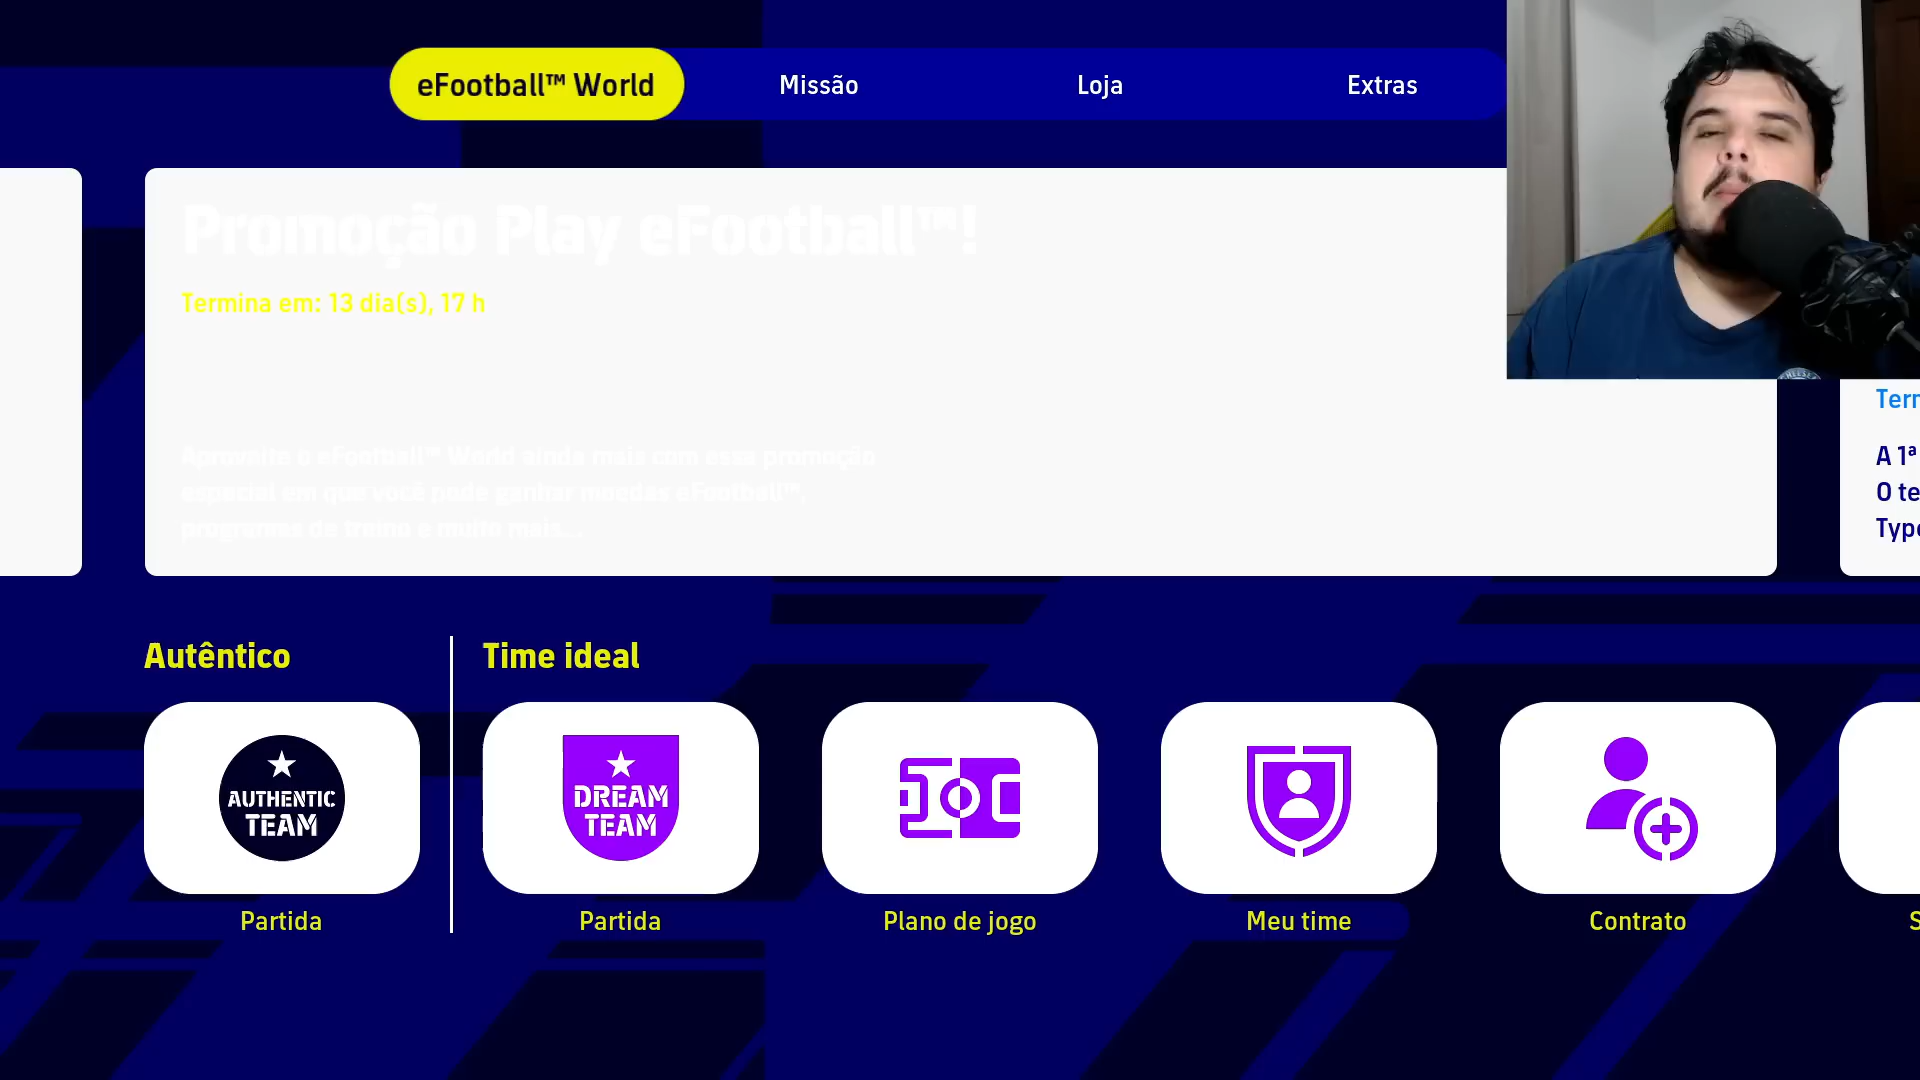 eFootball™ World
Missão
Loja
Extras
Promoção Play eFootball™!
Termina em: 13 dia(s), 17 h
Aproveite o eFootball™ World ainda mais com essa promoção
especial em que você pode ganhar moedas eFootball™,
programas de treino e muito mais...
A 1ª
Autêntico
Time ideal
AUTHENTIC
TEAM
DREAM
TEAM
Partida
Partida
Plano de jogo
Meu time
Contrato